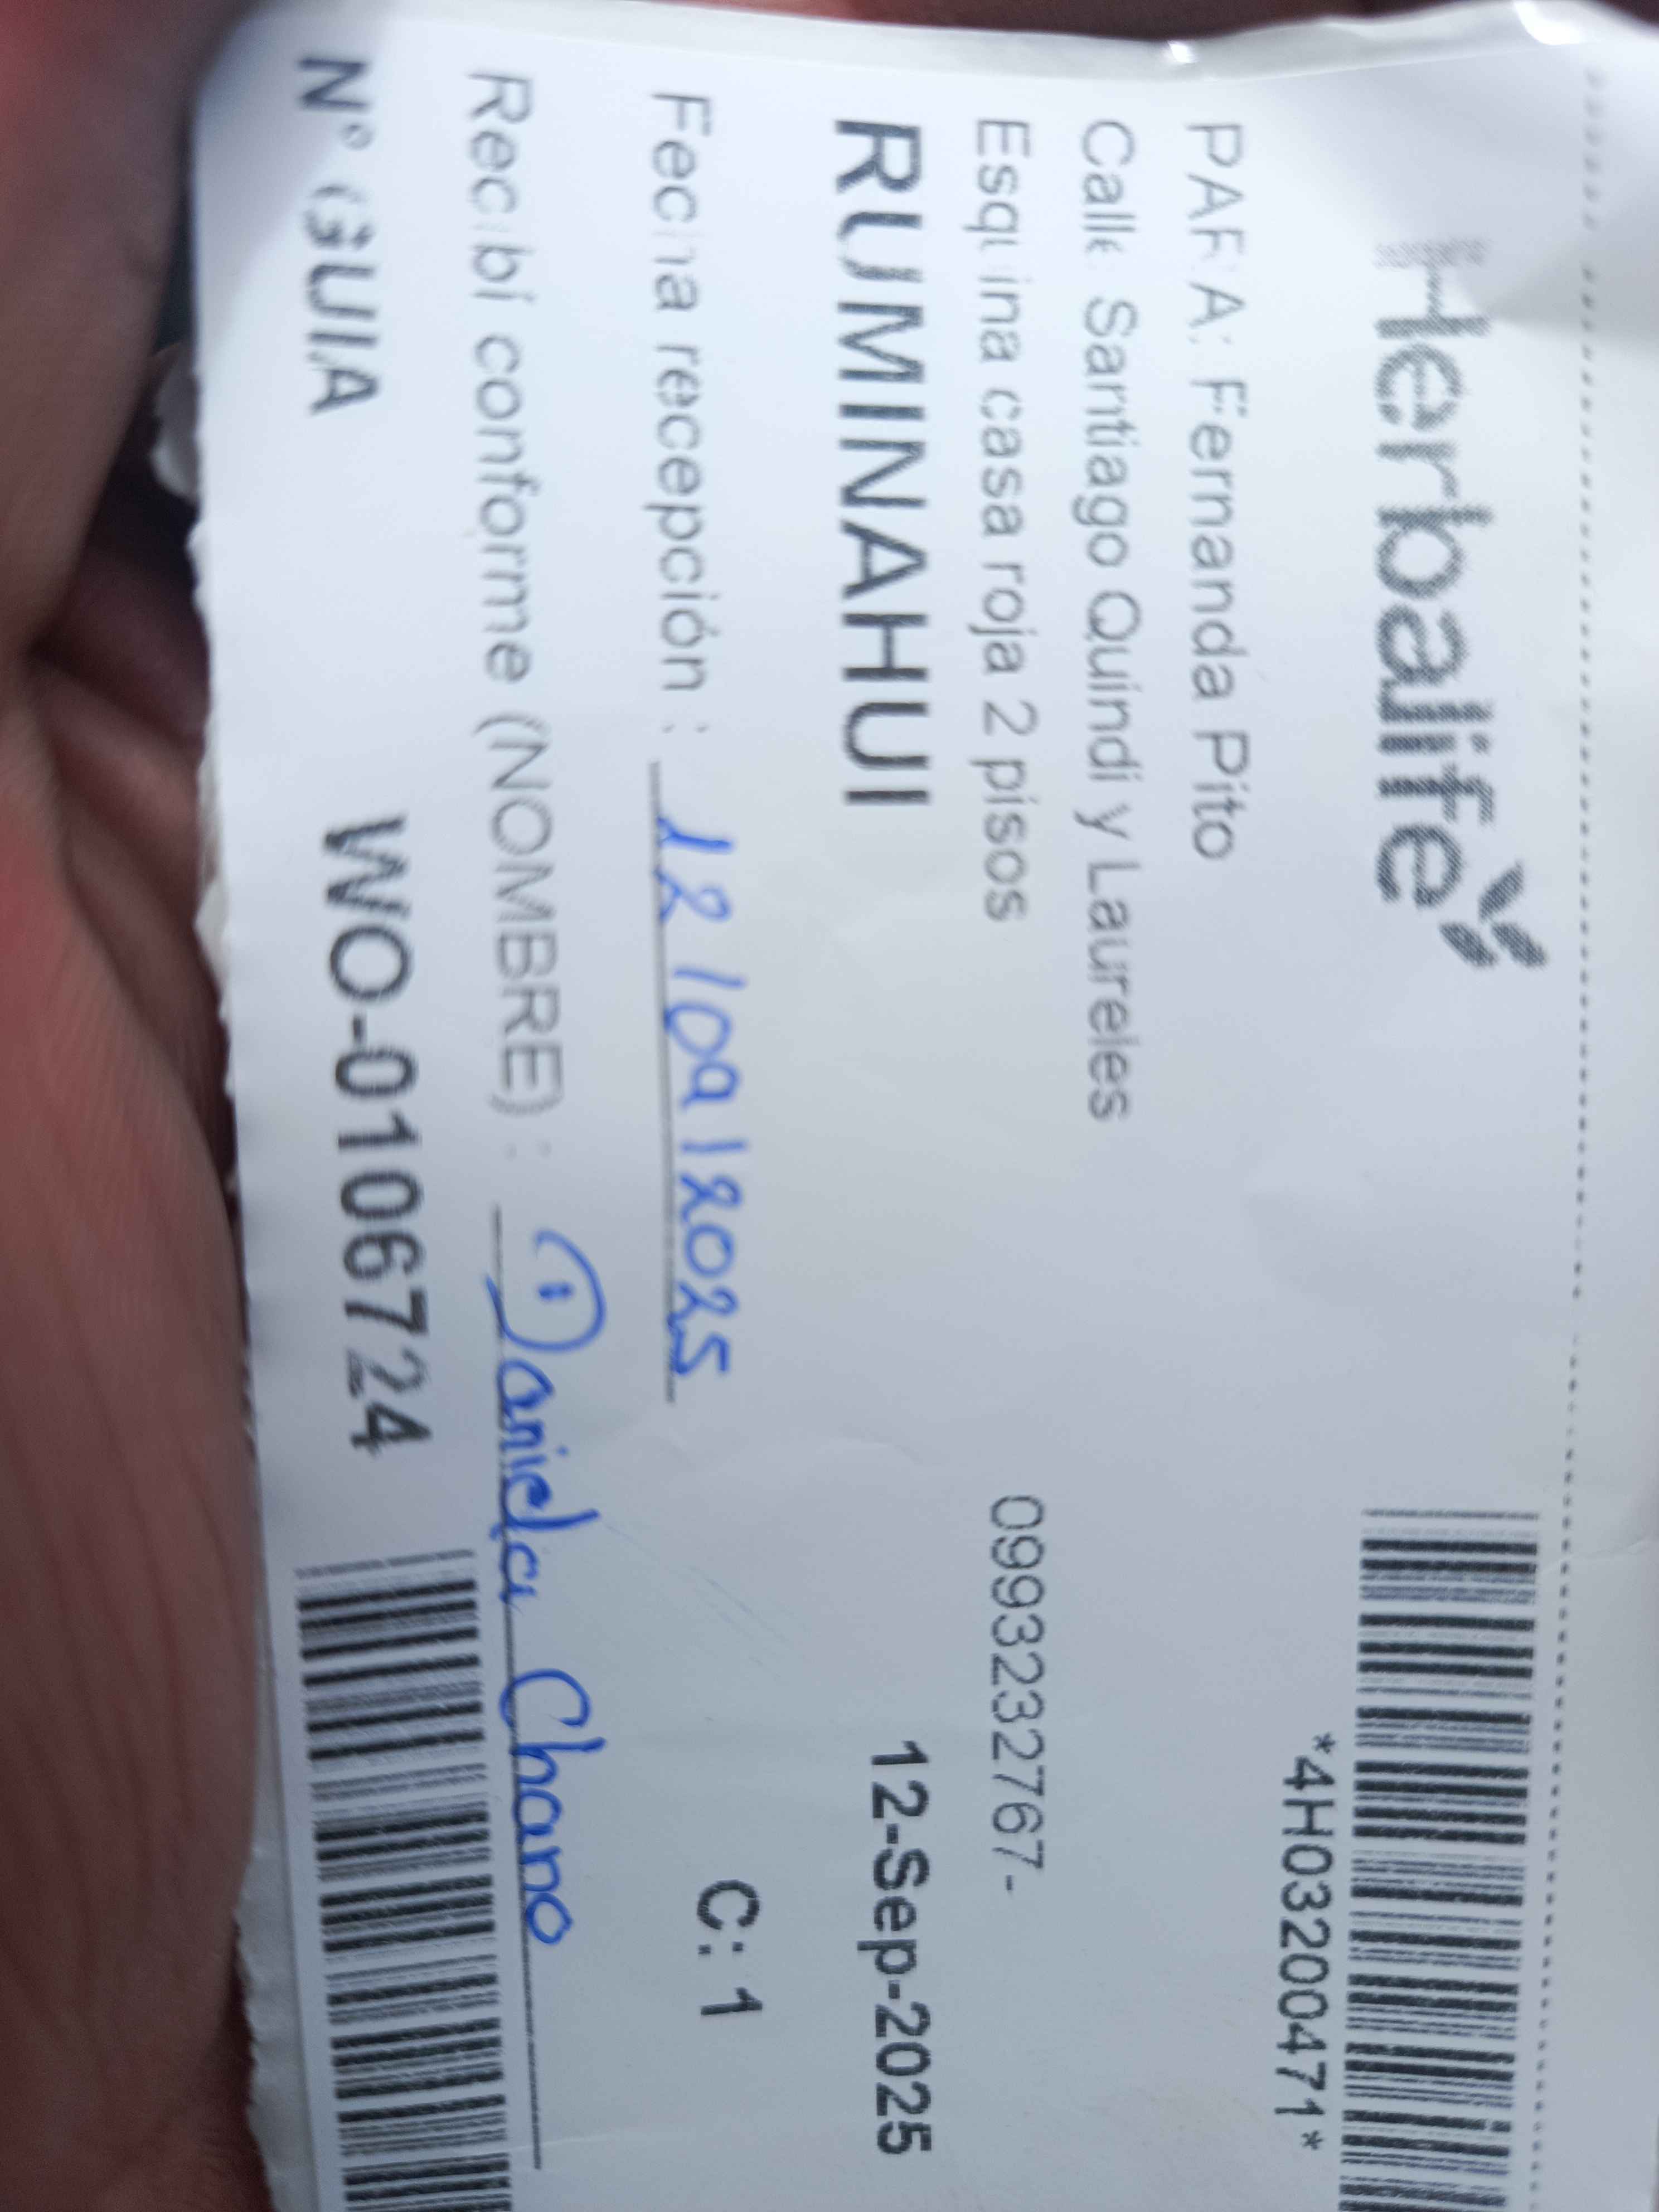 Herbalife
*4H03200471*
PARA: Fernanda Pito
Calle Santiago Quindi y Laureles
Esquina casa roja 2 pisos 0993232767-
RUMINAHUI 12-Sep-2025
Fecha recepción : 12/09/2025 C: 1
Recibí conforme (NOMBRE) : Daniela Chano
N° GUIA WO-0106724